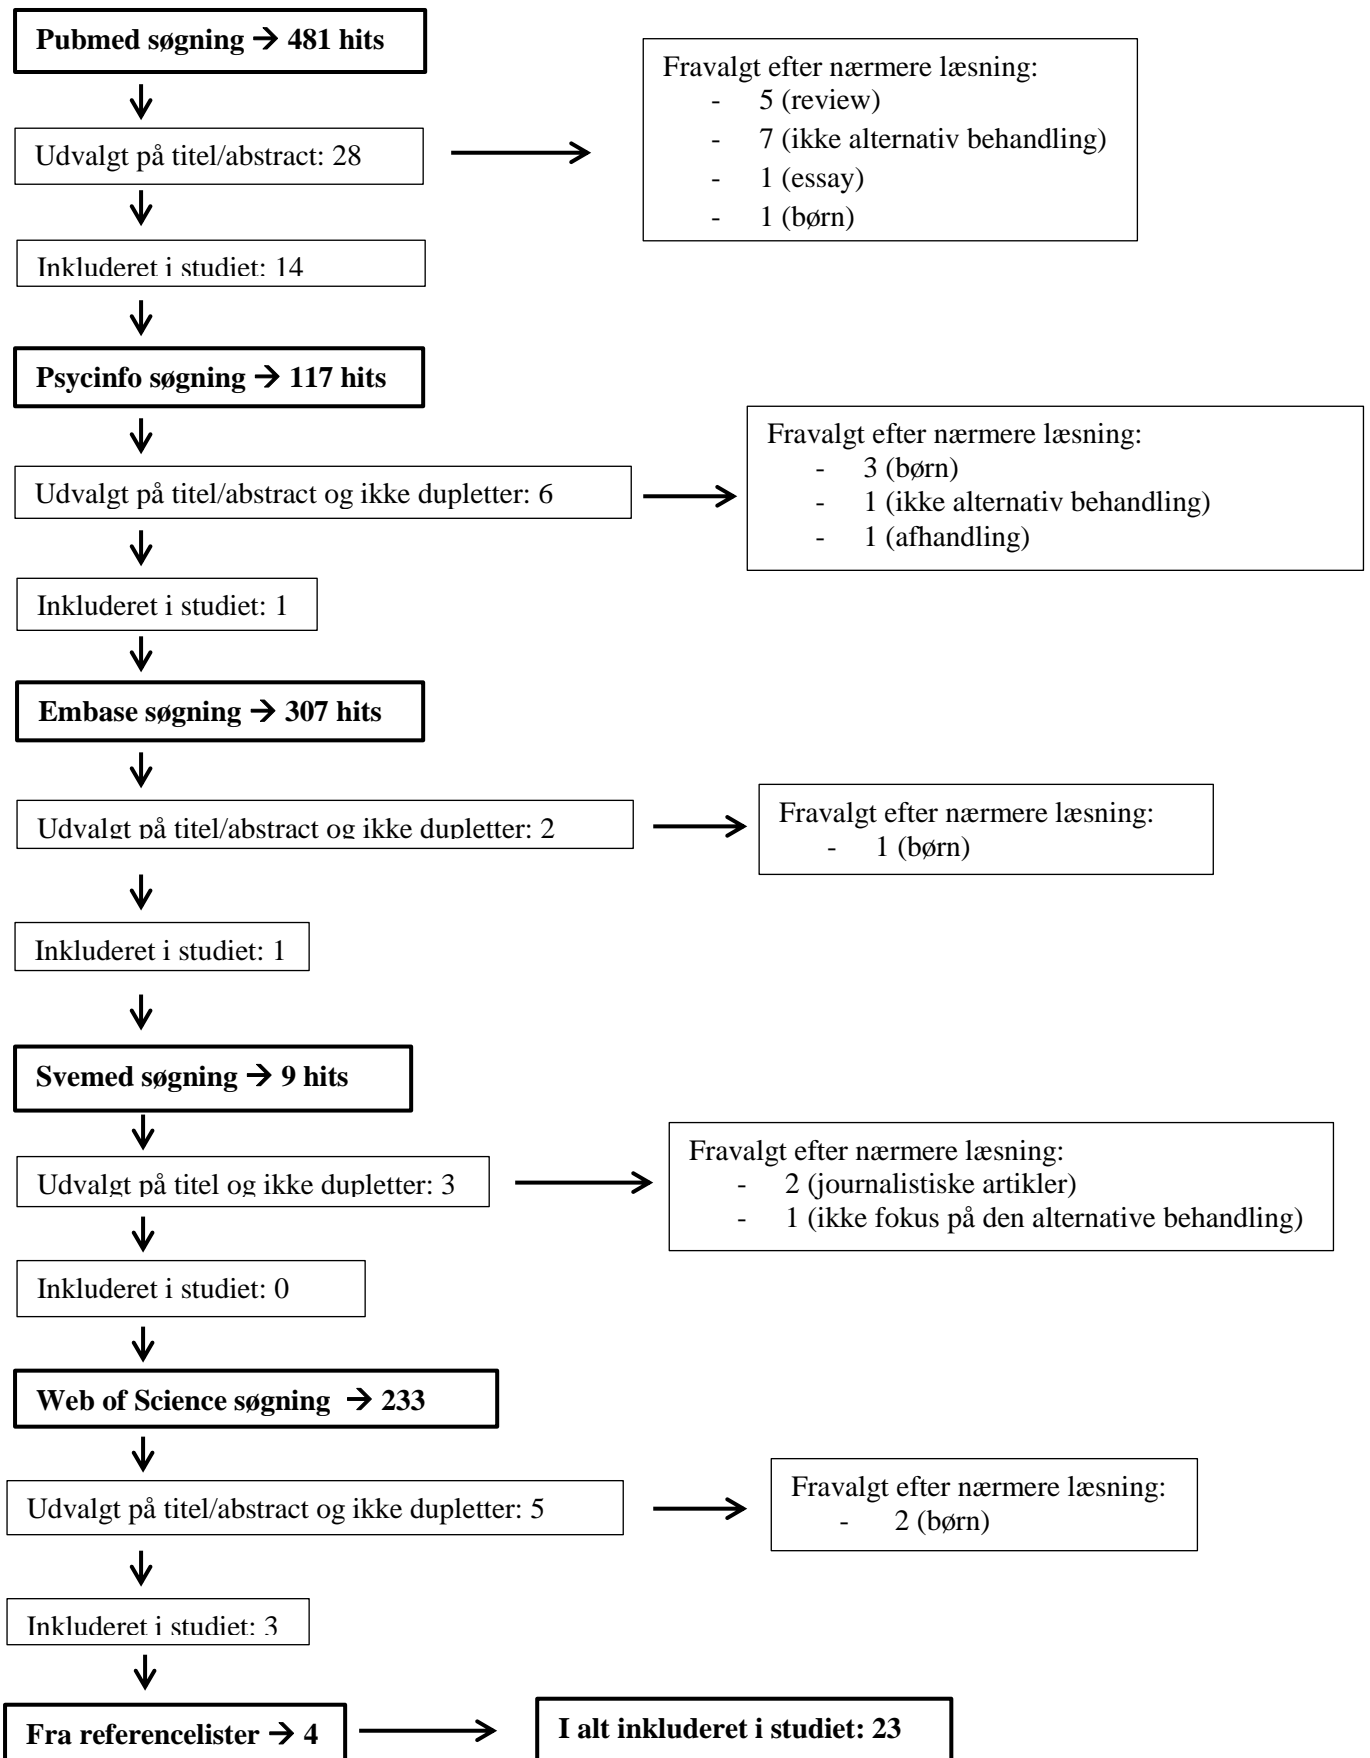 Pubmed søgning → 481 hits
Fravalgt efter nærmere læsning:
- 5 (review)
- 7 (ikke alternativ behandling)
- 1 (essay)
- 1 (børn)
Udvalgt på titel/abstract: 28
Inkluderet i studiet: 14
Psycinfo søgning → 117 hits
Fravalgt efter nærmere læsning:
- 3 (børn)
- 1 (ikke alternativ behandling)
- 1 (afhandling)
Udvalgt på titel/abstract og ikke dupletter: 6
Inkluderet i studiet: 1
Embase søgning → 307 hits
Udvalgt på titel/abstract og ikke dupletter: 2
Fravalgt efter nærmere læsning:
- 1 (børn)
Inkluderet i studiet: 1
Svemed søgning → 9 hits
Fravalgt efter nærmere læsning:
- 2 (journalistiske artikler)
- 1 (ikke fokus på den alternative behandling)
Udvalgt på titel og ikke dupletter: 3
Inkluderet i studiet: 0
Web of Science søgning → 233
Udvalgt på titel/abstract og ikke dupletter: 5
Fravalgt efter nærmere læsning:
- 2 (børn)
Inkluderet i studiet: 3
Fra referencelister → 4
I alt inkluderet i studiet: 23